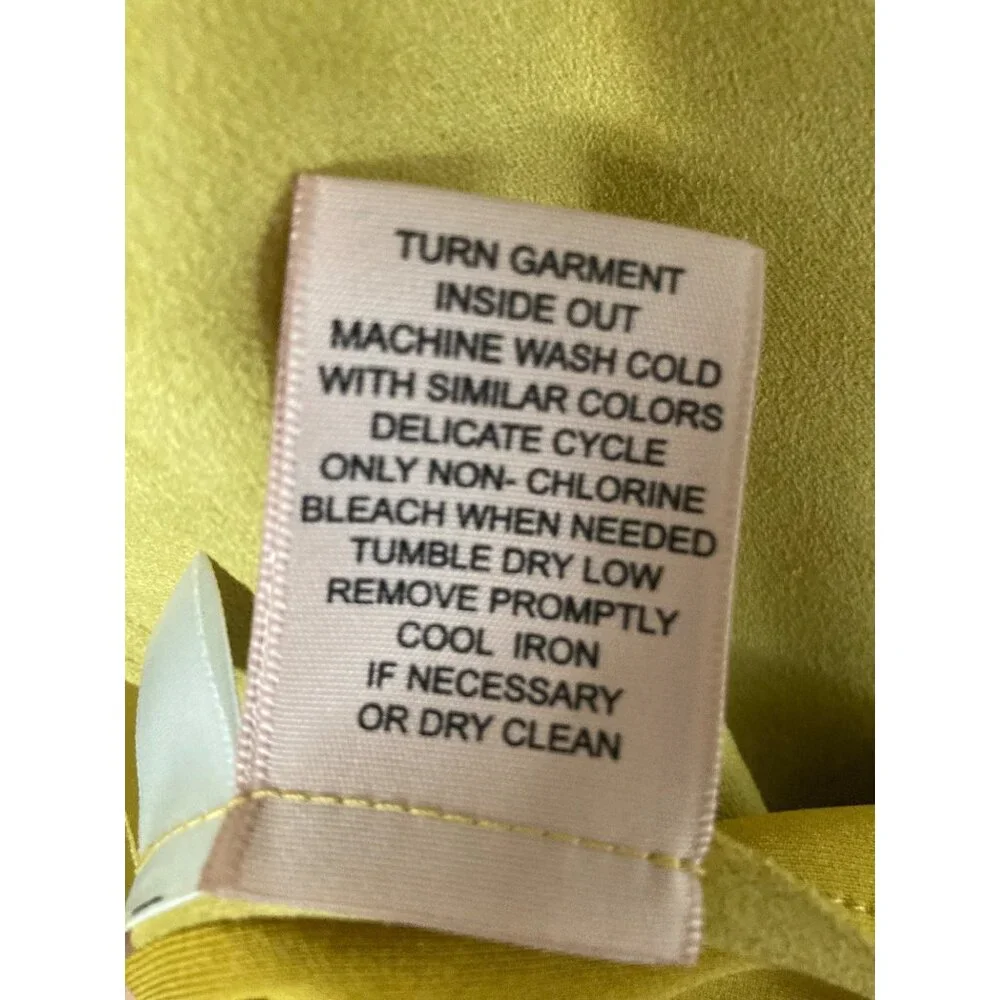 TURN GARMENT
INSIDE OUT
MACHINE WASH COLD
WITH SIMILAR COLORS
DELICATE CYCLE
ONLY NON- CHLORINE
BLEACH WHEN NEEDED
TUMBLE DRY LOW
REMOVE PROMPTLY
COOL IRON
IF NECESSARY
OR DRY CLEAN